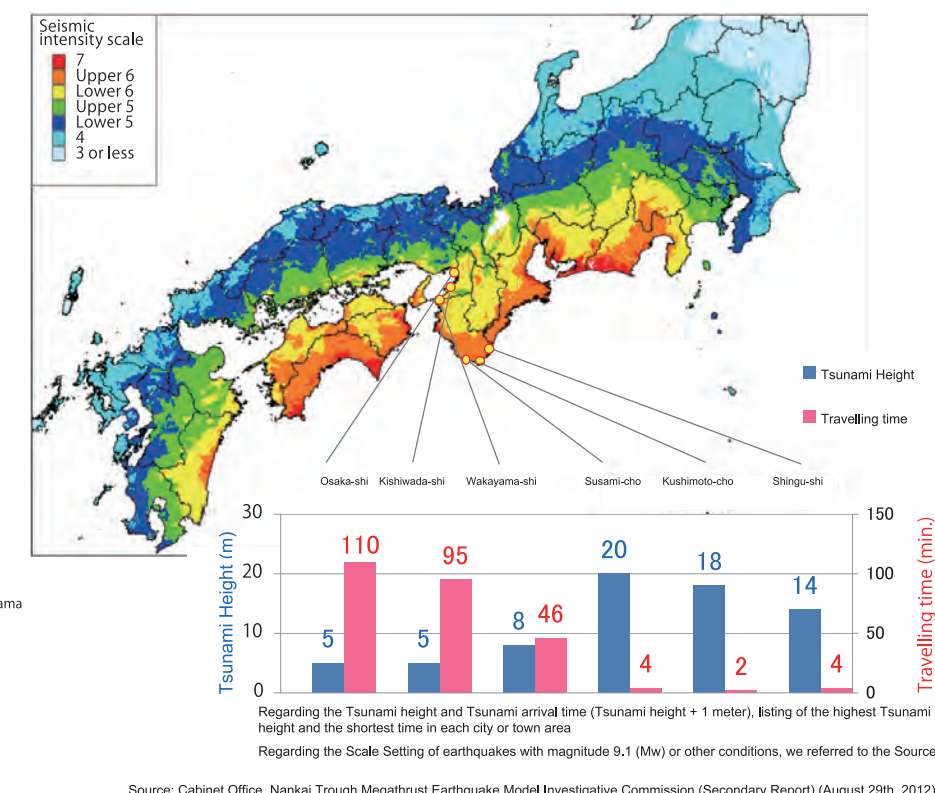 Seismic
intensity scale
7
Upper 6
Lower 6
Upper 5
Lower 5
4
3 or less
Tsunami Height
Travelling time
Osaka-shi Kishiwada-shi Wakayama-shi Susami-cho Kushimoto-cho Shingu-shi
Tsunami Height (m)
30
20
10
0
5 110
5 95
8 46
20 4
18 2
14 4
150
100
50
0
Travelling time (min.)
ama
Regarding the Tsunami height and Tsunami arrival time (Tsunami height + 1 meter), listing of the highest Tsunami
height and the shortest time in each city or town area
Regarding the Scale Setting of earthquakes with magnitude 9.1 (Mw) or other conditions, we referred to the Source
Source: Cabinet Office, Nankai Trough Megathrust Earthquake Model Investigative Commission (Secondary Report) (August 29th, 2012)